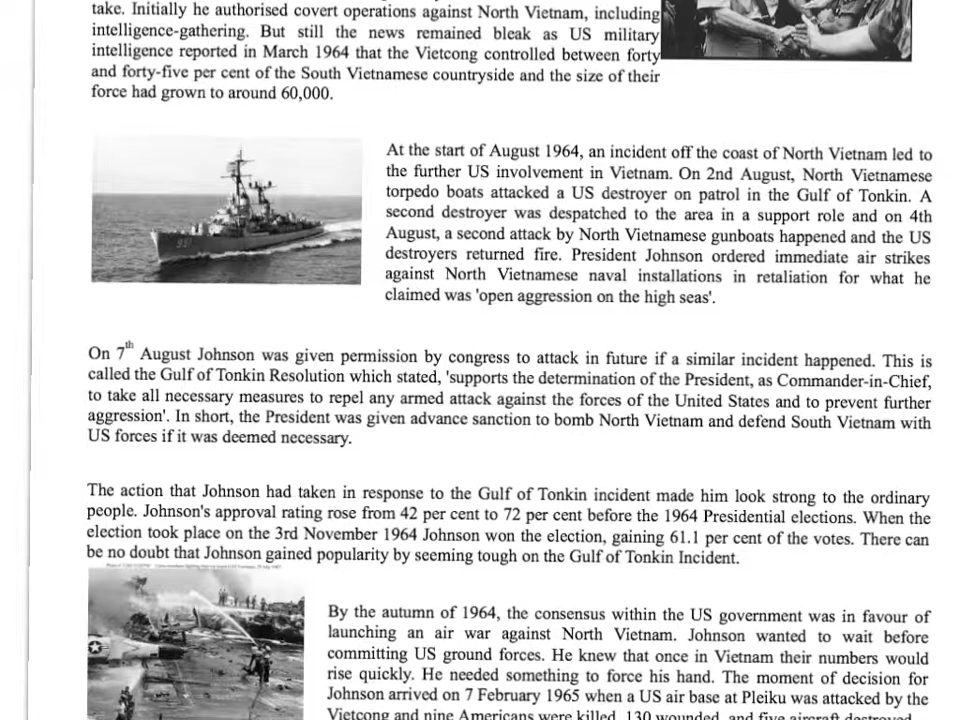 take. Initially he authorised covert operations against North Vietnam, including
intelligence-gathering. But still the news remained bleak as US military
intelligence reported in March 1964 that the Vietcong controlled between forty
and forty-five per cent of the South Vietnamese countryside and the size of their
force had grown to around 60,000.
At the start of August 1964, an incident off the coast of North Vietnam led to
the further US involvement in Vietnam. On 2nd August, North Vietnamese
torpedo boats attacked a US destroyer on patrol in the Gulf of Tonkin. A
second destroyer was despatched to the area in a support role and on 4th
August, a second attack by North Vietnamese gunboats happened and the US
destroyers returned fire. President Johnson ordered immediate air strikes
against North Vietnamese naval installations in retaliation for what he
claimed was 'open aggression on the high seas'.
On 7th August Johnson was given permission by congress to attack in future if a similar incident happened. This is
called the Gulf of Tonkin Resolution which stated, 'supports the determination of the President, as Commander-in-Chief,
to take all necessary measures to repel any armed attack against the forces of the United States and to prevent further
aggression'. In short, the President was given advance sanction to bomb North Vietnam and defend South Vietnam with
US forces if it was deemed necessary.
The action that Johnson had taken in response to the Gulf of Tonkin incident made him look strong to the ordinary
people. Johnson's approval rating rose from 42 per cent to 72 per cent before the 1964 Presidential elections. When the
election took place on the 3rd November 1964 Johnson won the election, gaining 61.1 per cent of the votes. There can
be no doubt that Johnson gained popularity by seeming tough on the Gulf of Tonkin Incident.
By the autumn of 1964, the consensus within the US government was in favour of
launching an air war against North Vietnam. Johnson wanted to wait before
committing US ground forces. He knew that once in Vietnam their numbers would
rise quickly. He needed something to force his hand. The moment of decision for
Johnson arrived on 7 February 1965 when a US air base at Pleiku was attacked by the
Vietcong and nine Americans were killed, 130 wounded, and five aircraft destroyed